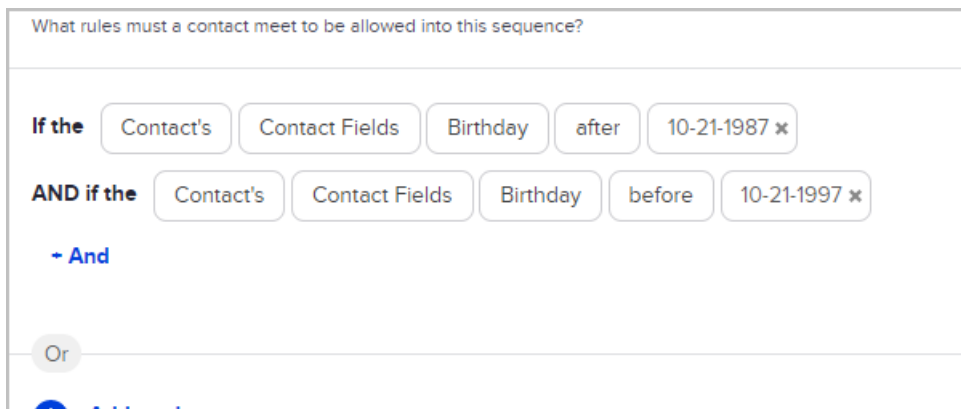 What rules must a contact meet to be allowed into this sequence?
If the Contact's Contact Fields Birthday after 10-21-1987 ×
AND if the Contact's Contact Fields Birthday before 10-21-1997 ×
+ And
Or